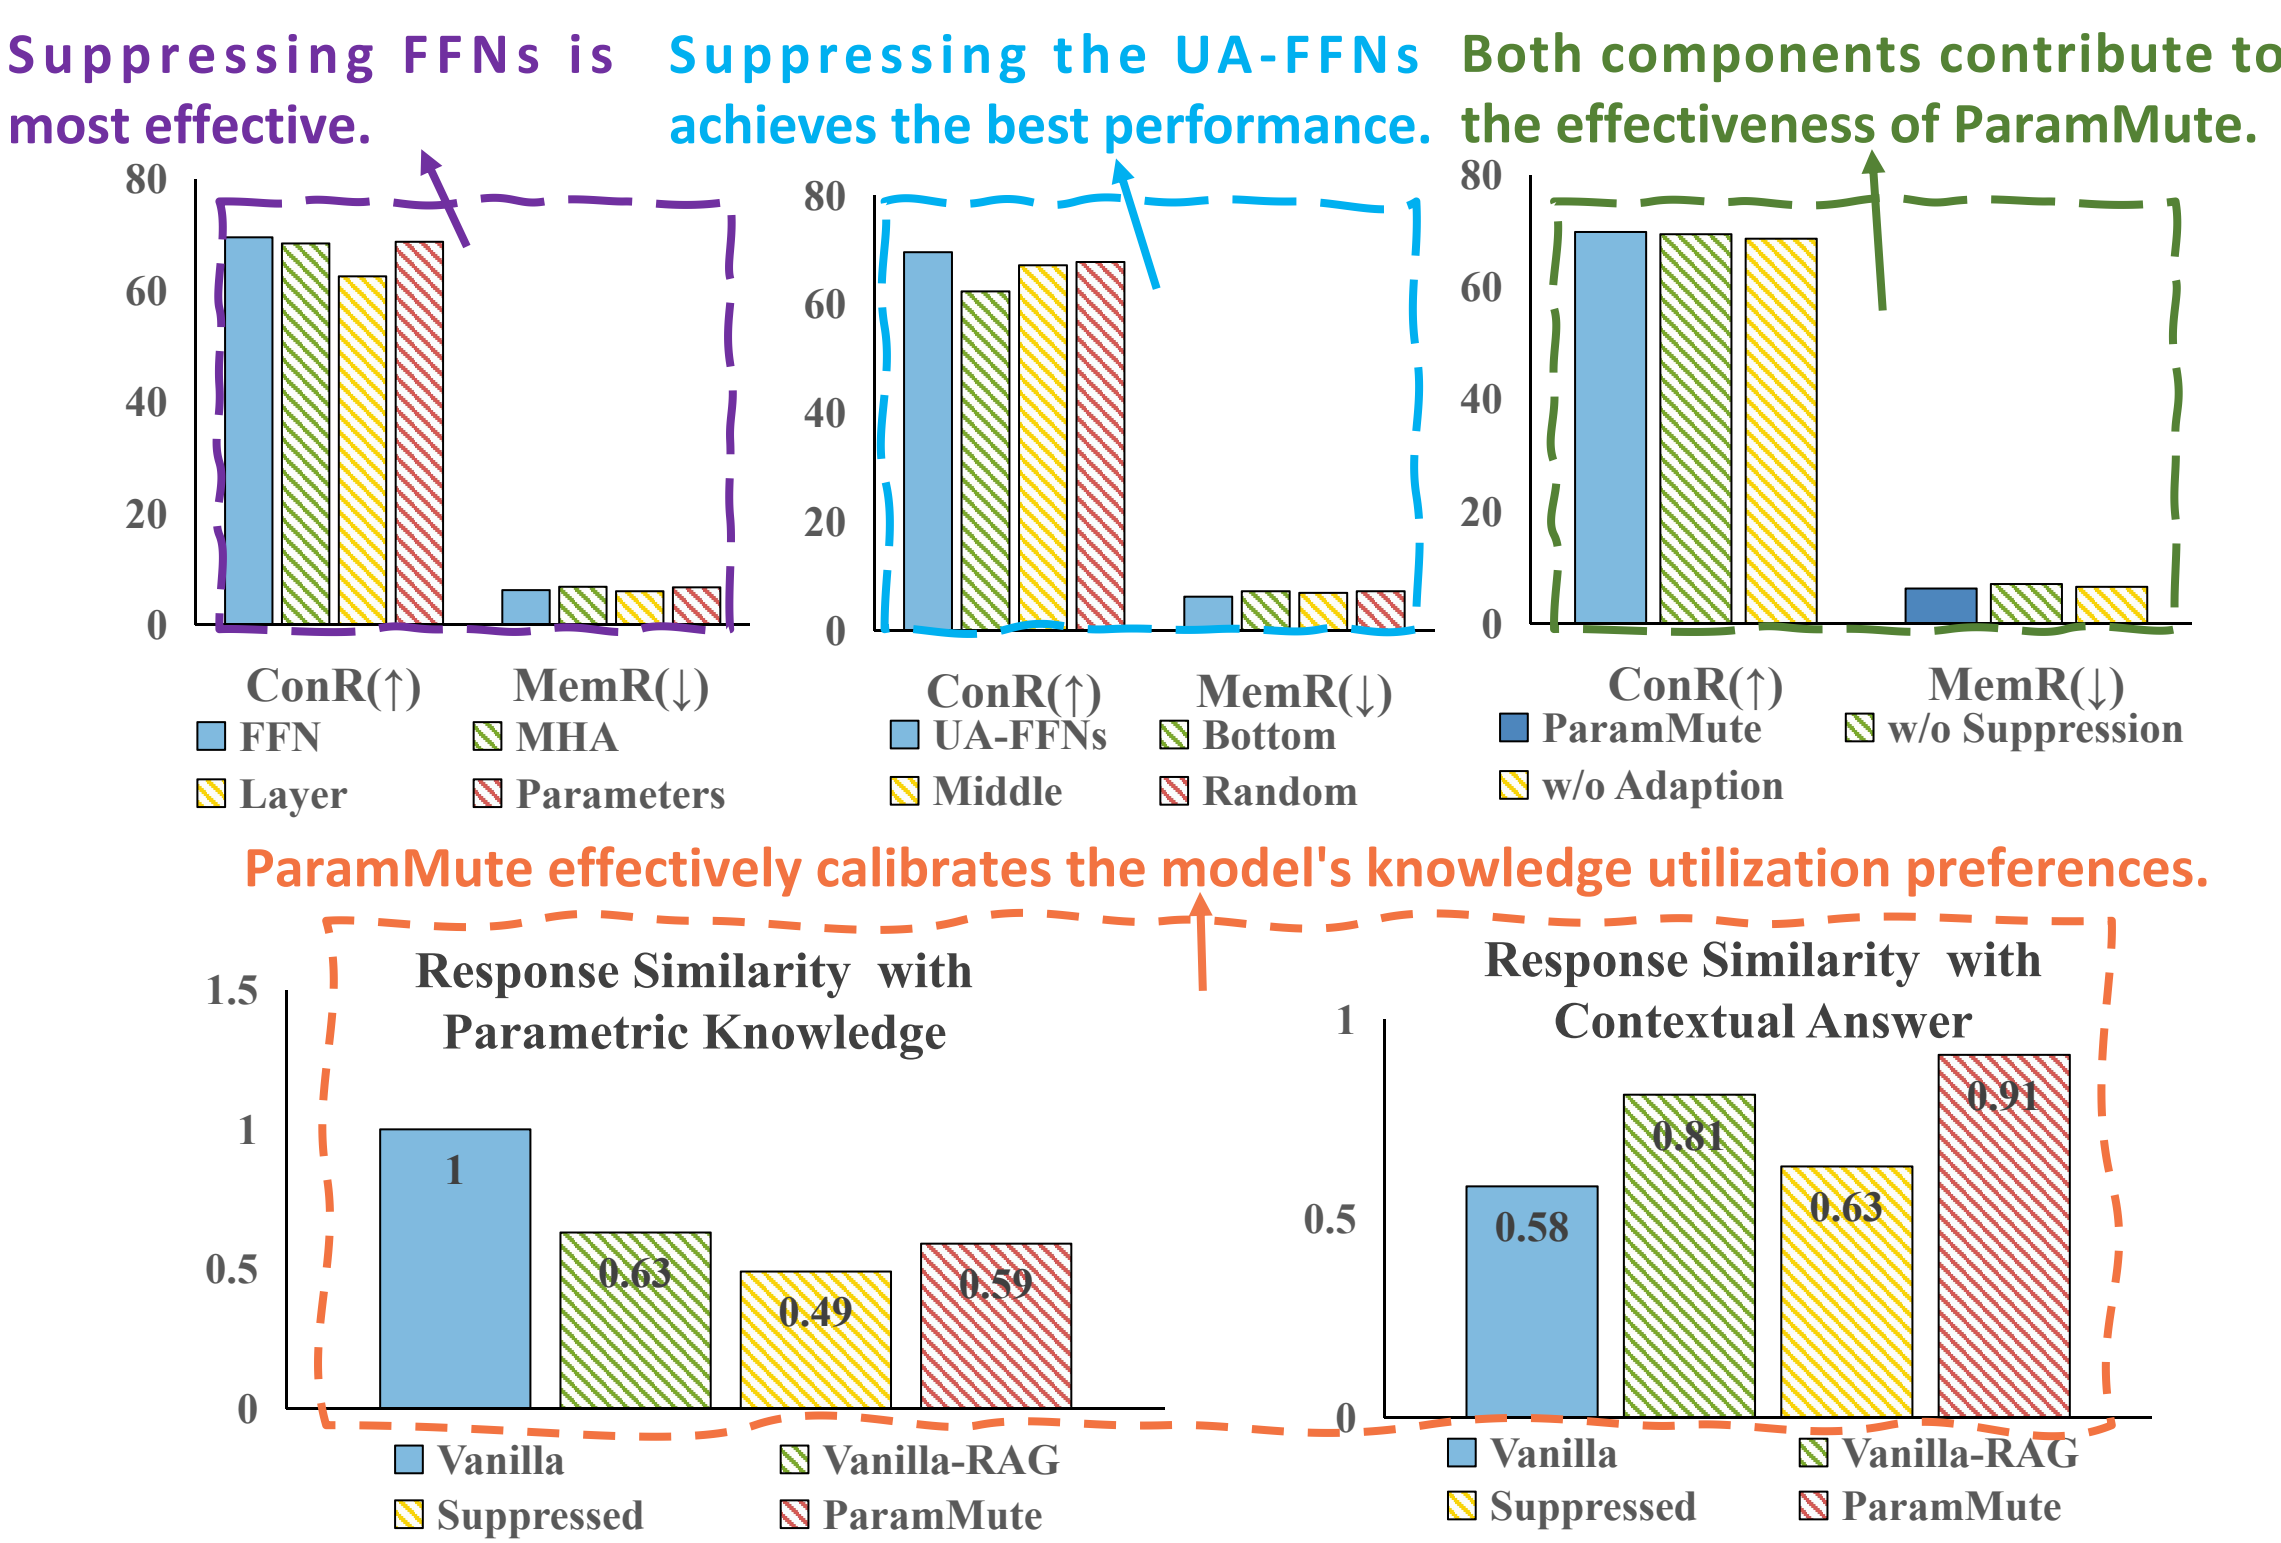 Suppressing FFNs is
most effective.
80
60
40
20
0
ConR(↑) MemR(↓)
FFN MHA
Layer Parameters
Suppressing the UA-FFNs
achieves the best performance.
80
60
40
20
0
ConR(↑) MemR(↓)
UA-FFNs Bottom
Middle Random
Both components contribute to
the effectiveness of ParamMute.
80
60
40
20
0
ConR(↑) MemR(↓)
ParamMute w/o Suppression
w/o Adaption
ParamMute effectively calibrates the model's knowledge utilization preferences.
Response Similarity with
Parametric Knowledge
1.5
1
0.5
0
1
0.63
0.49
0.59
Vanilla Vanilla-RAG
Suppressed ParamMute
Response Similarity with
Contextual Answer
1
0.5
0
0.58
0.81
0.63
0.91
Vanilla Vanilla-RAG
Suppressed ParamMute